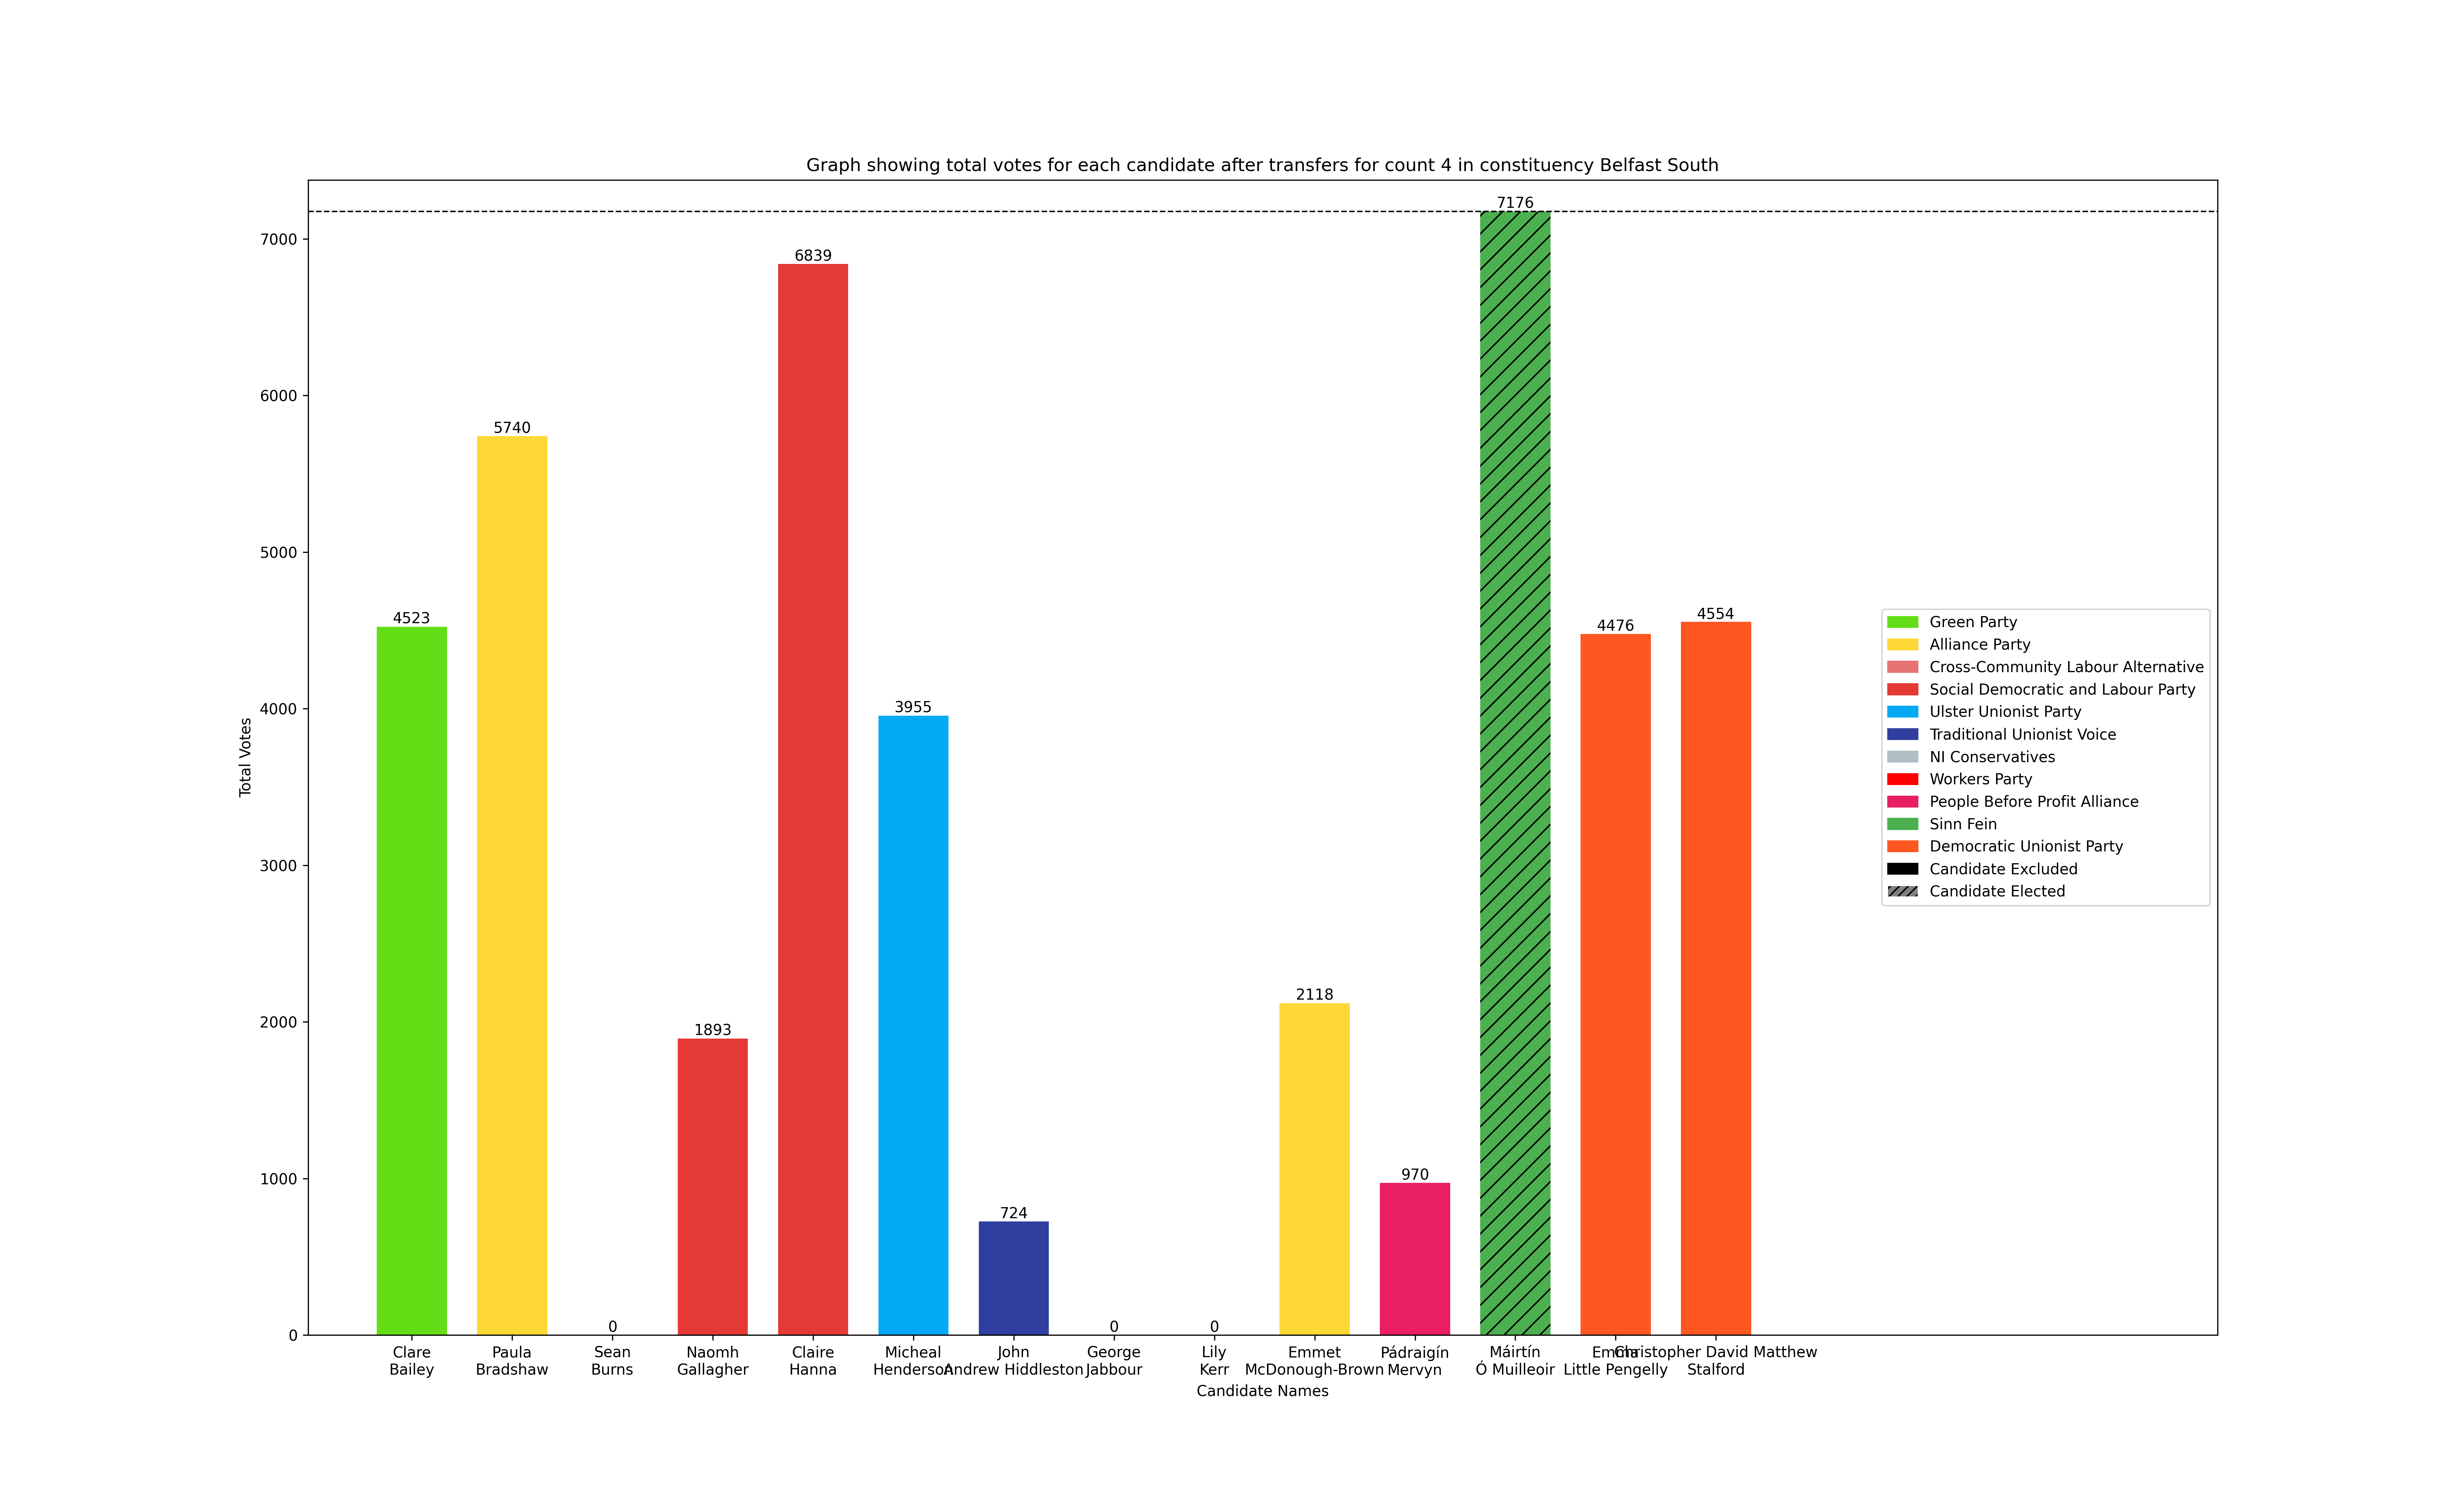 Graph showing total votes for each candidate after transfers for count 4 in constituency Belfast South
7176
7000
6839
6000
5740
5000
4523
4476
4554
4000
3955
3000
2118
2000
1893
1000
970
724
0
0
0
0
Total Votes
Green Party
Alliance Party
Cross-Community Labour Alternative
Social Democratic and Labour Party
Ulster Unionist Party
Traditional Unionist Voice
NI Conservatives
Workers Party
People Before Profit Alliance
Sinn Fein
Democratic Unionist Party
Candidate Excluded
Candidate Elected
Clare
Bailey
Paula
Bradshaw
Sean
Burns
Naomh
Gallagher
Claire
Hanna
Micheal
Henderson
John
Andrew Hiddleston
George
Jabbour
Lily
Kerr
Emmet
McDonough-Brown
Pádraigín
Mervyn
Máirtín
Ó Muilleoir
Emma
Little Pengelly
Christopher David Matthew
Stalford
Candidate Names